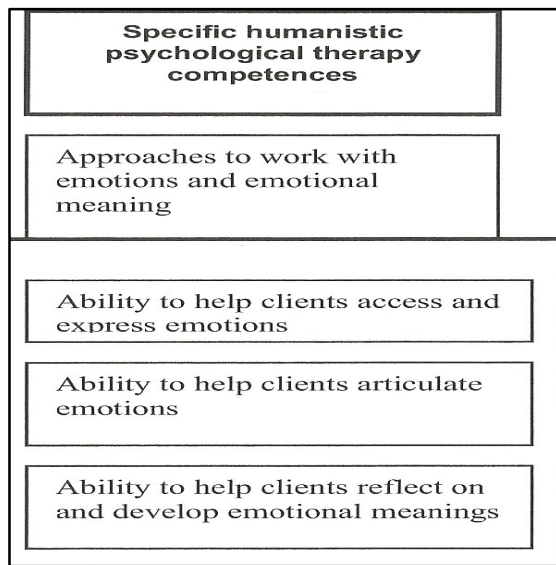 Specific humanistic
psychological therapy
competences
Approaches to work with
emotions and emotional
meaning
Ability to help clients access and
express emotions
Ability to help clients articulate
emotions
Ability to help clients reflect on
and develop emotional meanings